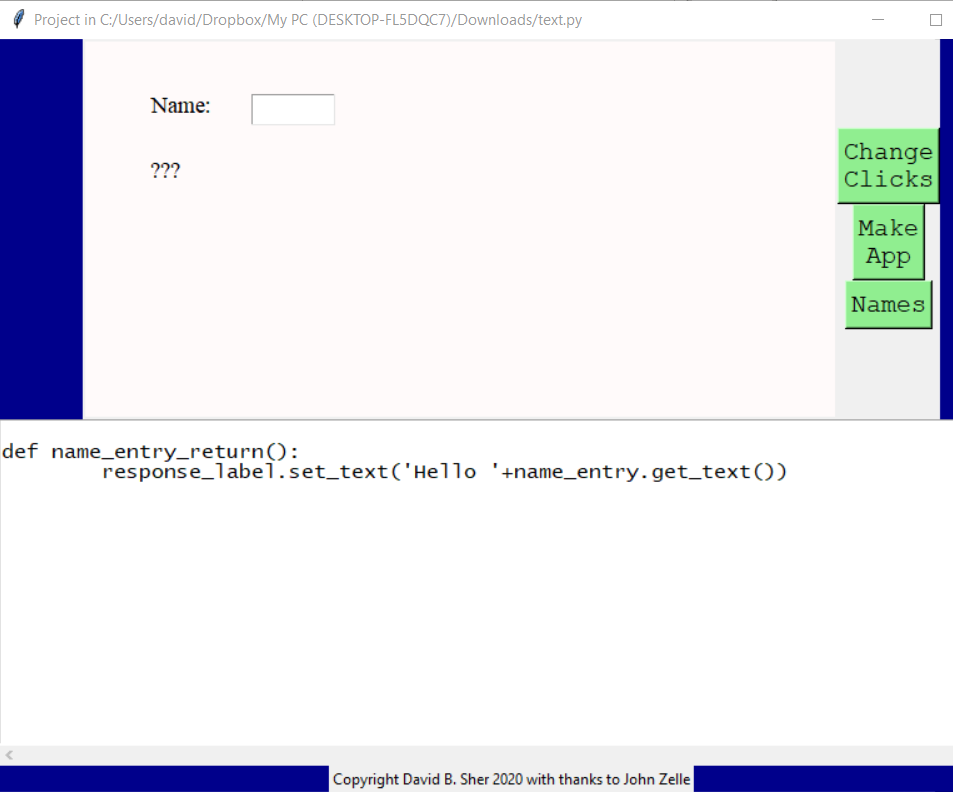 Project in C:/Users/david/Dropbox/My PC (DESKTOP-FL5DQC7)/Downloads/text.py
Name:
???
Change
Clicks
Make
App
Names
def name_entry_return():
        response_label.set_text('Hello '+name_entry.get_text())
Copyright David B. Sher 2020 with thanks to John Zelle